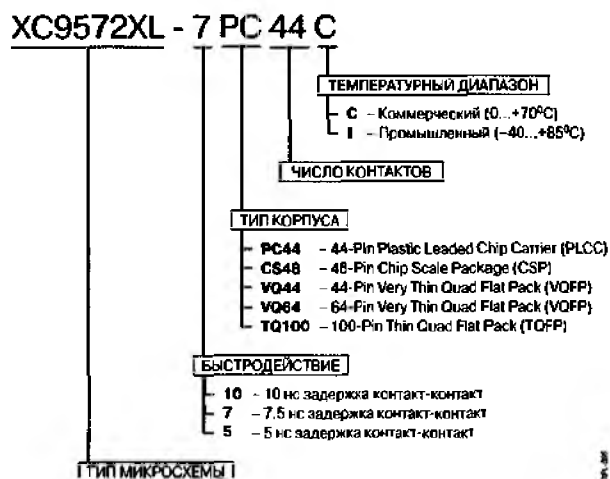 XC9572XL - 7 PC 44 C
ТЕМПЕРАТУРНЫЙ ДИАПАЗОН
C – Коммерческий (0...+70⁰C)
I – Промышленный (–40...+85⁰C)
ЧИСЛО КОНТАКТОВ
ТИП КОРПУСА
PC44 – 44-Pin Plastic Leaded Chip Carrier (PLCC)
CS48 – 48-Pin Chip Scale Package (CSP)
VQ44 – 44-Pin Very Thin Quad Flat Pack (VQFP)
VQ64 – 64-Pin Very Thin Quad Flat Pack (VQFP)
TQ100 – 100-Pin Thin Quad Flat Pack (TQFP)
БЫСТРОДЕЙСТВИЕ
10 – 10 нс задержка контакт-контакт
7 – 7.5 нс задержка контакт-контакт
5 – 5 нс задержка контакт-контакт
ТИП МИКРОСХЕМЫ